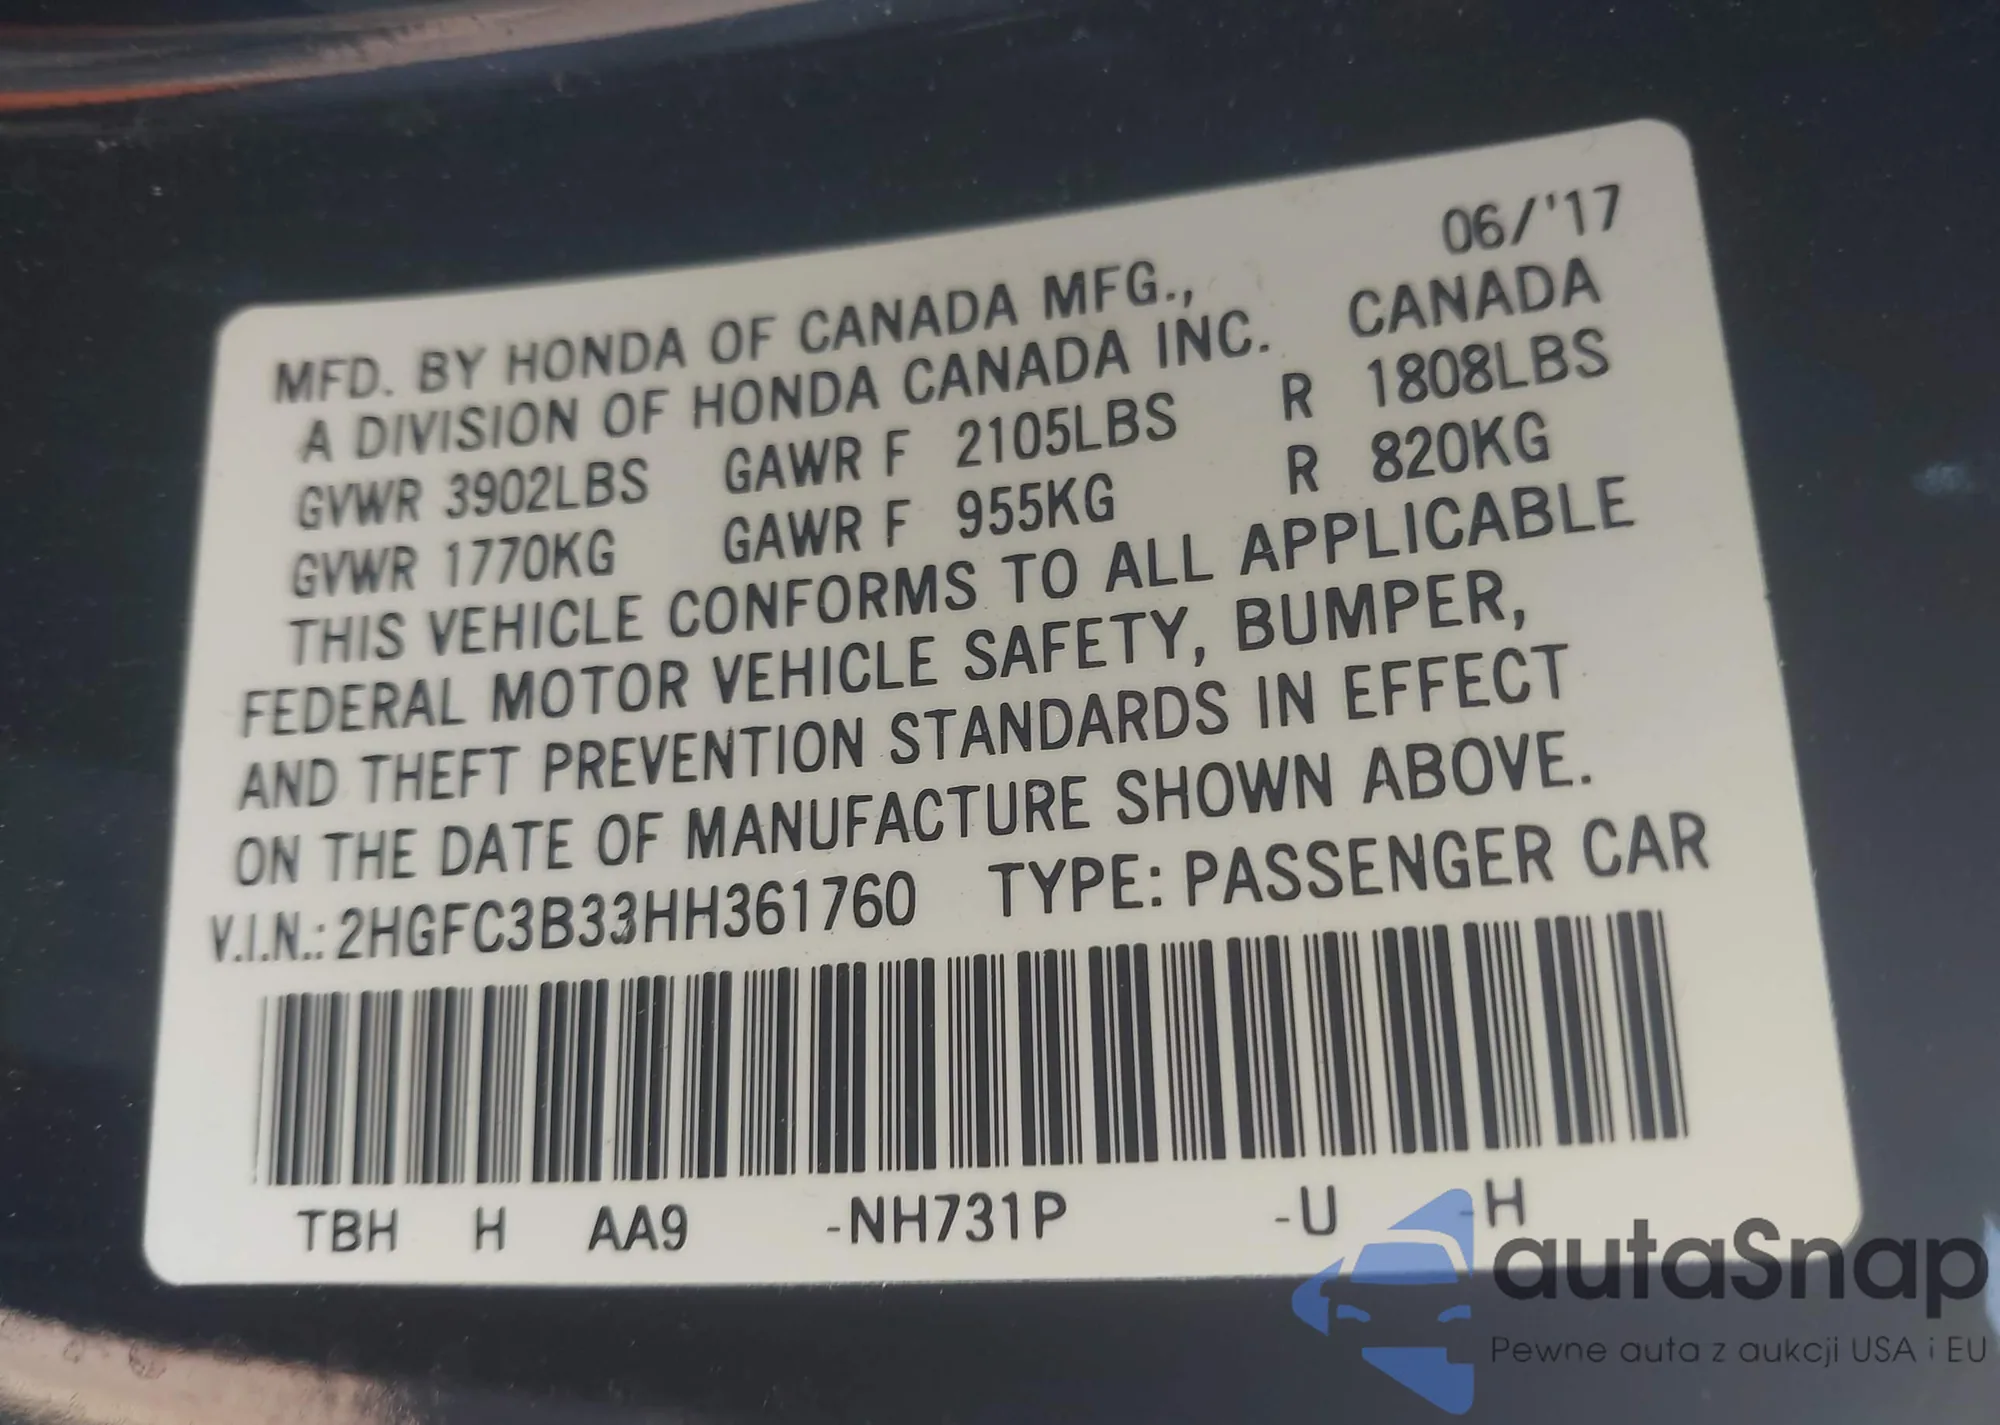 06/'17
MFD. BY HONDA OF CANADA MFG.,
A DIVISION OF HONDA CANADA INC. CANADA
GVWR 3902LBS GAWR F 2105LBS R 1808LBS
GVWR 1770KG GAWR F 955KG R 820KG
THIS VEHICLE CONFORMS TO ALL APPLICABLE
FEDERAL MOTOR VEHICLE SAFETY, BUMPER,
AND THEFT PREVENTION STANDARDS IN EFFECT
ON THE DATE OF MANUFACTURE SHOWN ABOVE.
V.I.N.: 2HGFC3B33HH361760 TYPE: PASSENGER CAR
TBH H AA9 -NH731P -U -H
autaSnap
Pewne auta z aukcji USA i EU